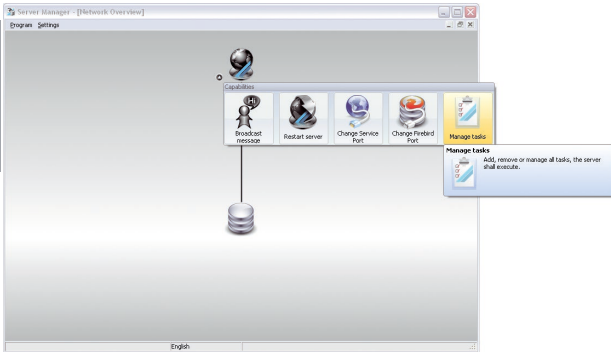 Server Manager - [Network Overview]
Program Settings
Capabilities
Hi
Broadcast message
Restart server
Change Service Port
Change Firebird Port
Manage tasks
Manage tasks
Add, remove or manage all tasks, the server
shall execute.
English